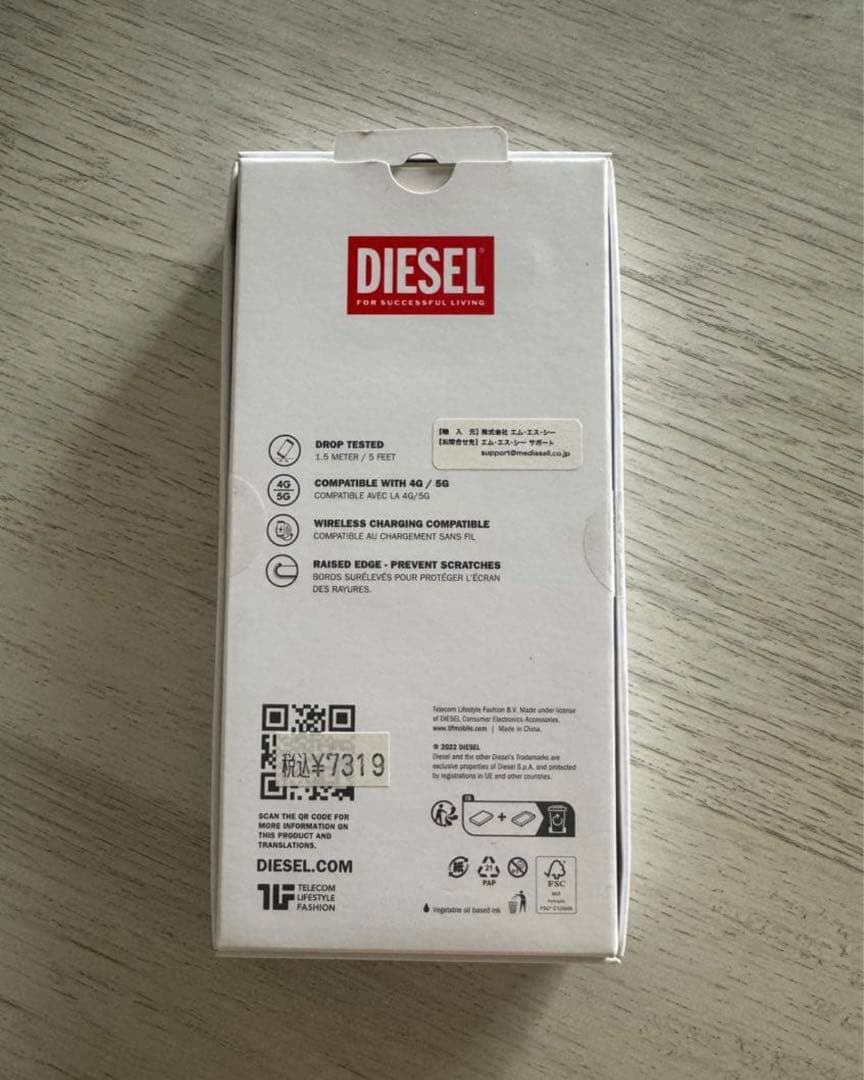 DIESEL
FOR SUCCESSFUL LIVING
DROP TESTED
1.5 METER / 5 FEET
【輸 入 元】株式会社 エム・エス・シー
【お問合せ先】エム・エス・シー サポート
support@mediasell.co.jp
4G
5G
COMPATIBLE WITH 4G / 5G
COMPATIBLE AVEC LA 4G/5G
WIRELESS CHARGING COMPATIBLE
COMPATIBLE AU CHARGEMENT SANS FIL
RAISED EDGE - PREVENT SCRATCHES
BORDS SURÉLEVÉS POUR PROTÉGER L'ÉCRAN
DES RAYURES.
税込¥7319
SCAN THE QR CODE FOR
MORE INFORMATION ON
THIS PRODUCT AND
TRANSLATIONS.
DIESEL.COM
TLF TELECOM
LIFESTYLE
FASHION
Telecom Lifestyle Fashion B.V. Made under license
of DIESEL Consumer Electronics Accessories.
www.tlfmobile.com | Made in China.
© 2022 DIESEL
Diesel and the other Diesel's Trademarks are
exclusive properties of Diesel S.p.A. and protected
by registrations in UE and other countries.
FR
+
紙
21
PAP
Vegetable oil based ink
FSC